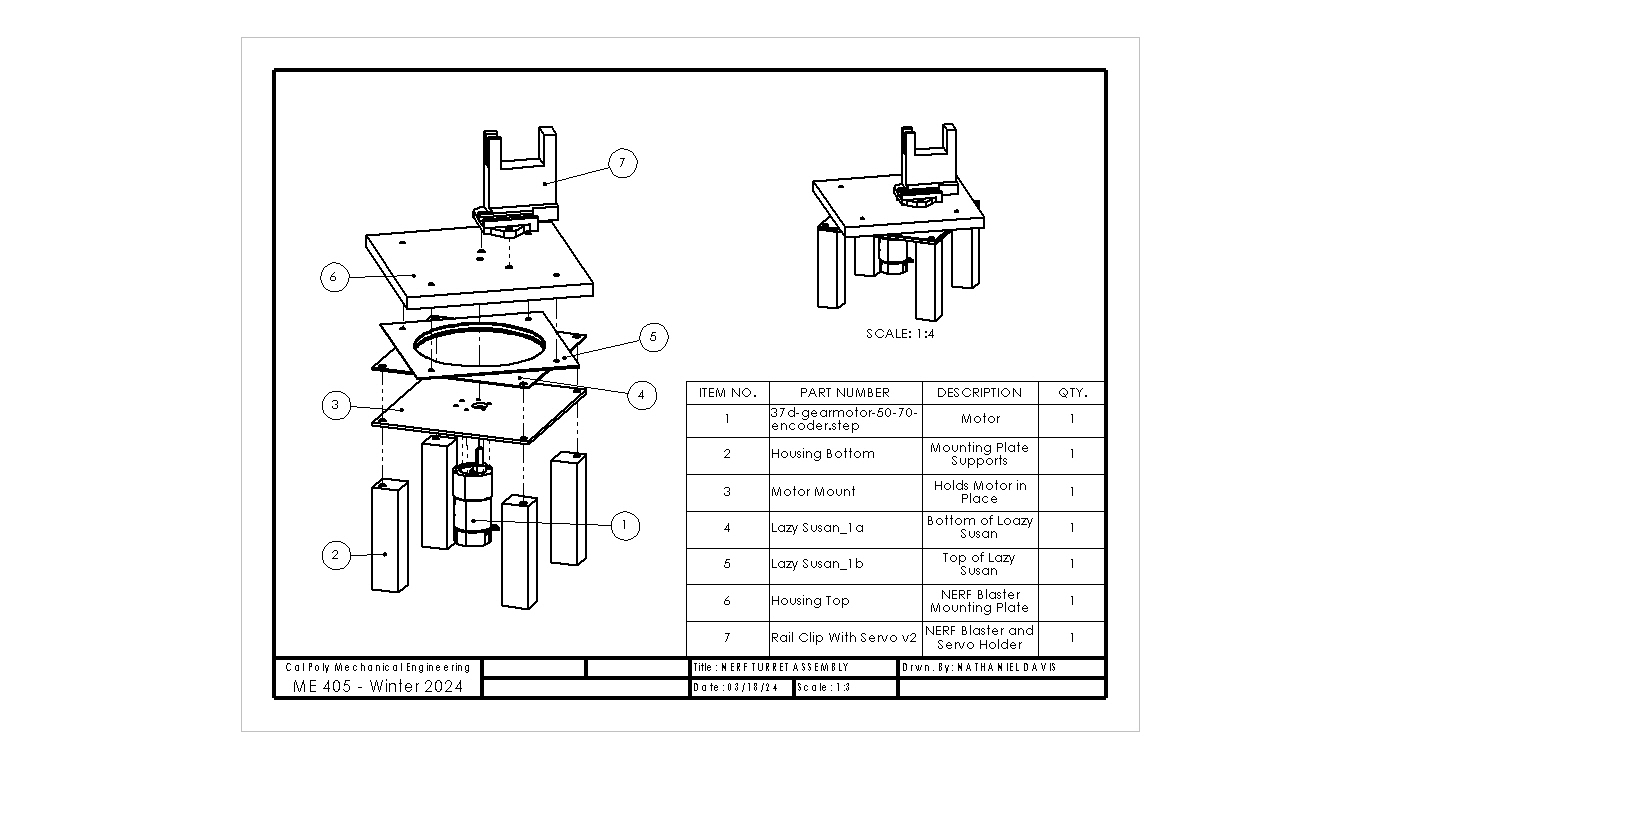 7
6
5
4
3
1
2
SCALE: 1:4
ITEM NO. PART NUMBER DESCRIPTION QTY.
1 37d-gearmotor-50-70-encoder.step Motor 1
2 Housing Bottom Mounting Plate Supports 1
3 Motor Mount Holds Motor in Place 1
4 Lazy Susan_1a Bottom of Loazy Susan 1
5 Lazy Susan_1b Top of Lazy Susan 1
6 Housing Top NERF Blaster Mounting Plate 1
7 Rail Clip With Servo v2 NERF Blaster and Servo Holder 1
Cal Poly Mechanical Engineering
ME 405 - Winter 2024
Title: NERF TURRET ASSEMBLY
Drwn. By: NATHANIEL DAVIS
Date: 03/18/24
Scale: 1:3